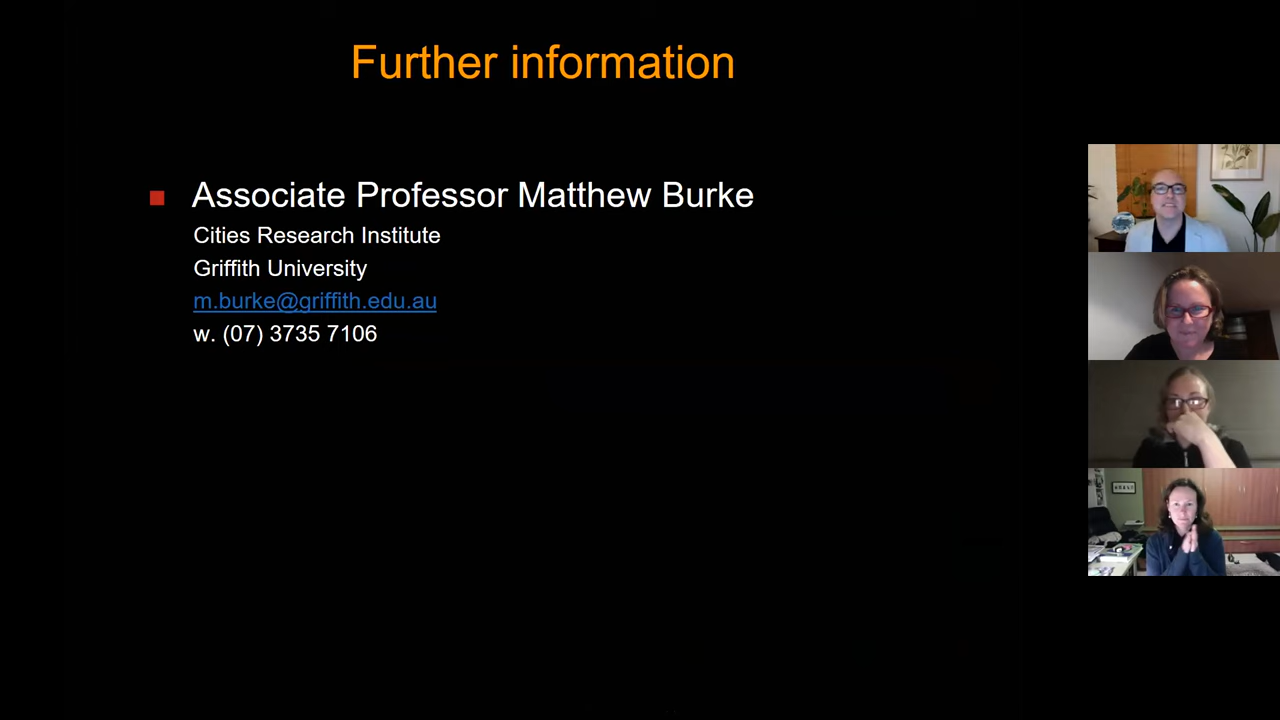 Further information
Associate Professor Matthew Burke
Cities Research Institute
Griffith University
m.burke@griffith.edu.au
w. (07) 3735 7106